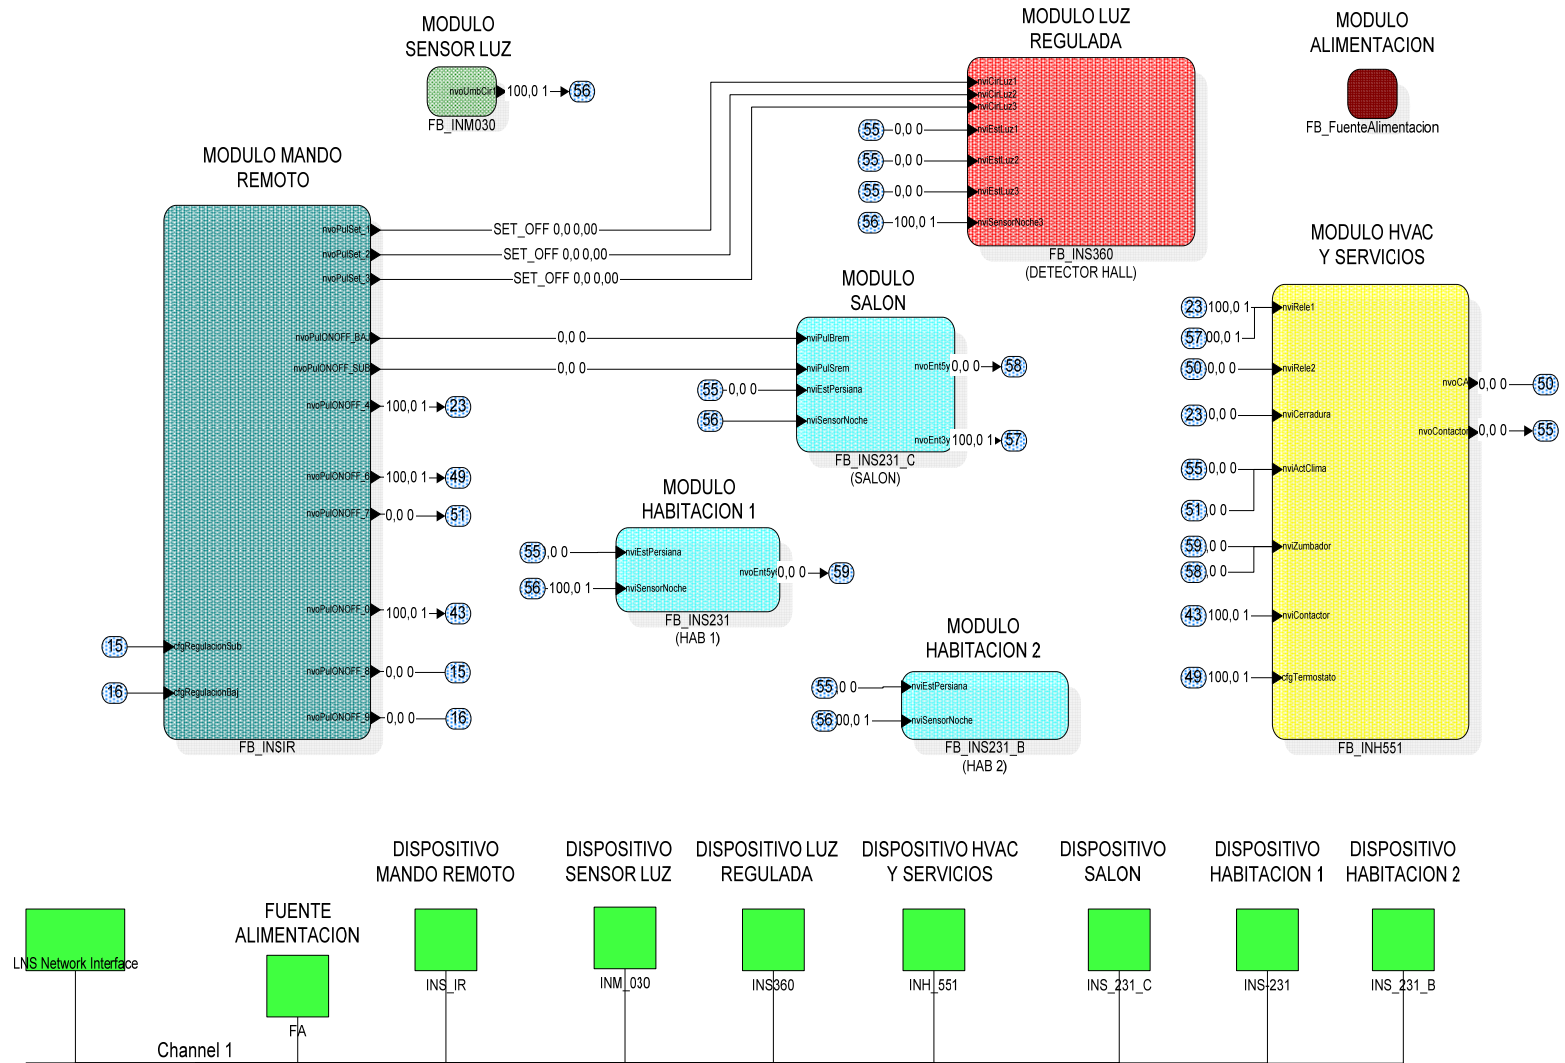 MODULO
SENSOR LUZ
nvoUmbCir1
100,0 1
56
FB_INM030
MODULO LUZ
REGULADA
nviCirLuz1
nviCirLuz2
nviCirLuz3
55
0,0 0
nviEstLuz1
55
0,0 0
nviEstLuz2
55
0,0 0
nviEstLuz3
56
100,0 1
nviSensorNoche3
FB_INS360
(DETECTOR HALL)
MODULO
ALIMENTACION
FB_FuenteAlimentacion
MODULO MANDO
REMOTO
nvoPulSet_1
SET_OFF 0,0 0,00
nvoPulSet_2
SET_OFF 0,0 0,00
nvoPulSet_3
SET_OFF 0,0 0,00
nvoPulONOFF_BAJ
0,0 0
nvoPulONOFF_SUB
0,0 0
nvoPulONOFF_4
100,0 1
23
nvoPulONOFF_6
100,0 1
49
nvoPulONOFF_7
0,0 0
51
nvoPulONOFF_0
100,0 1
43
15
cfgRegulacionSub
nvoPulONOFF_8
0,0 0
15
16
cfgRegulacionBaj
nvoPulONOFF_9
0,0 0
16
FB_INSIR
MODULO
SALON
nviPulBrem
nviPulSrem
nvoEnt5y
0,0 0
58
55
0,0 0
nviEstPersiana
56
nviSensorNoche
nvoEnt3y
100,0 1
57
FB_INS231_C
(SALON)
MODULO
HABITACION 1
55
,0 0
nviEstPersiana
nvoEnt5y
0,0 0
59
56
100,0 1
nviSensorNoche
FB_INS231
(HAB 1)
MODULO
HABITACION 2
55
,0 0
nviEstPersiana
56
00,0 1
nviSensorNoche
FB_INS231_B
(HAB 2)
MODULO HVAC
Y SERVICIOS
23
100,0 1
nviRele1
57
00,0 1
50
0,0 0
nviRele2
nvoCA
0,0 0
50
23
0,0 0
nviCerradura
nvoContactor
0,0 0
55
55
0,0 0
nviActClima
51
,0 0
59
,0 0
nviZumbador
58
,0 0
43
100,0 1
nviContactor
49
100,0 1
cfgTermostato
FB_INH551
DISPOSITIVO
MANDO REMOTO
DISPOSITIVO
SENSOR LUZ
DISPOSITIVO LUZ
REGULADA
DISPOSITIVO HVAC
Y SERVICIOS
DISPOSITIVO
SALON
DISPOSITIVO
HABITACION 1
DISPOSITIVO
HABITACION 2
FUENTE
ALIMENTACION
LNS Network Interface
FA
INS_IR
INM_030
INS360
INH_551
INS_231_C
INS-231
INS_231_B
Channel 1